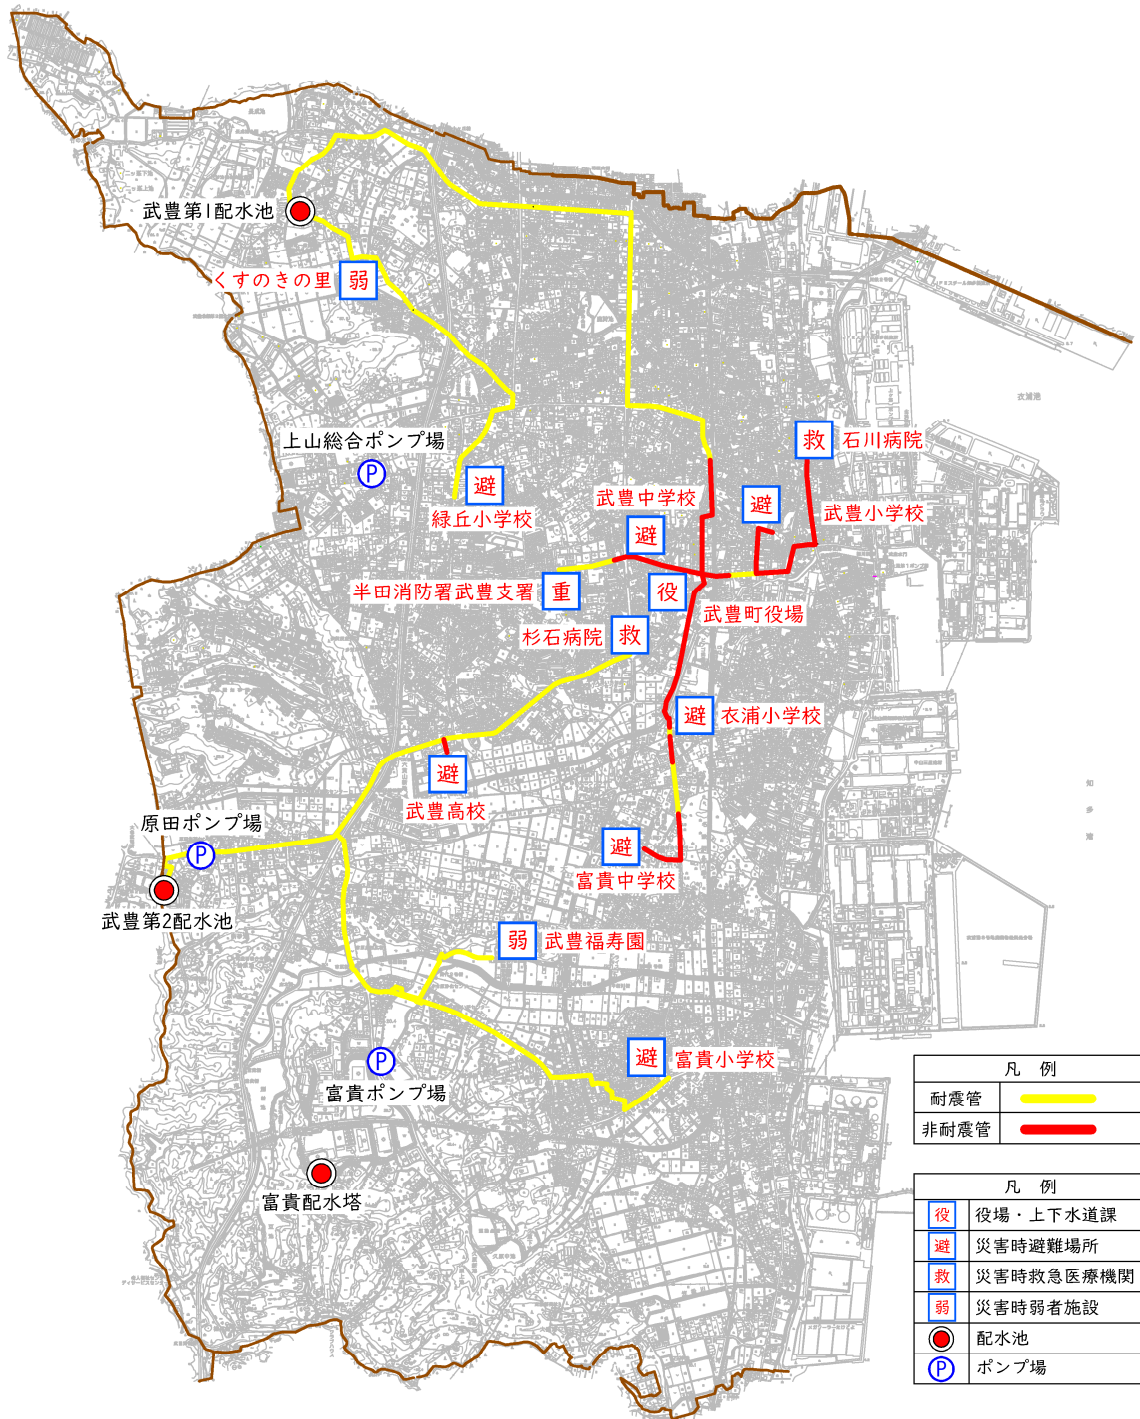 武豊第1配水池
くすのきの里
弱
上山総合ポンプ場
P
避
緑丘小学校
救
石川病院
武豊中学校
避
避
武豊小学校
半田消防署武豊支署
重
役
武豊町役場
杉石病院
救
避
衣浦小学校
避
武豊高校
原田ポンプ場
P
武豊第2配水池
避
富貴中学校
弱
武豊福寿園
避
富貴小学校
P
富貴ポンプ場
富貴配水塔
衣浦港
知多湾
凡 例
耐震管
非耐震管
凡 例
役 役場・上下水道課
避 災害時避難場所
救 災害時救急医療機関
弱 災害時弱者施設
配水池
P ポンプ場